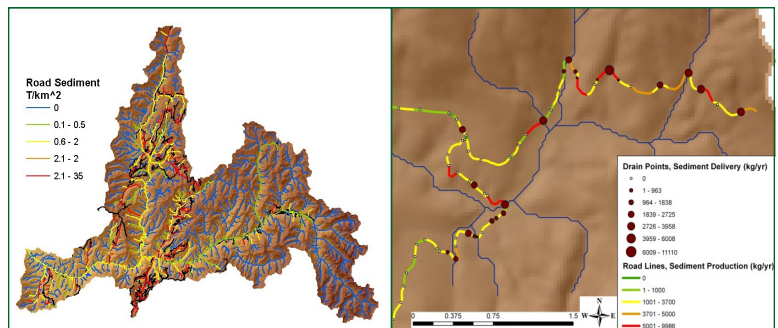 Road Sediment
T/km^2
0
0.1 - 0.5
0.6 - 2
2.1 - 2
2.1 - 35
Drain Points, Sediment Delivery (kg/yr)
0
1 - 963
964 - 1838
1839 - 2725
2726 - 3958
3959 - 6008
6009 - 11110
Road Lines, Sediment Production (kg/yr)
0
1 - 1000
1001 - 3700
3701 - 5000
5001 - 9986
0 0.375 0.75 1.5
N
W E
S